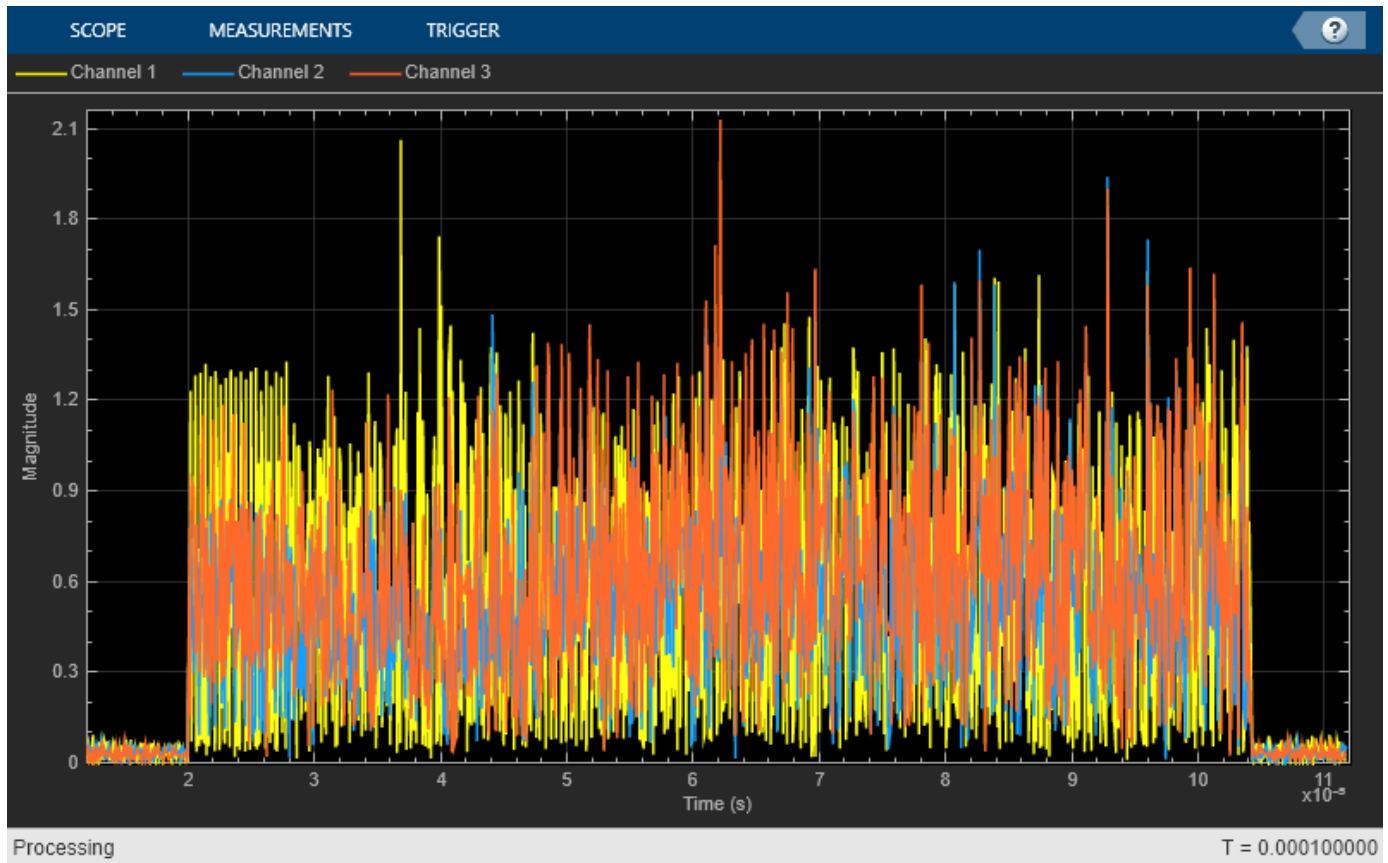 SCOPE MEASUREMENTS TRIGGER ?
Channel 1 Channel 2 Channel 3
2.1
1.8
1.5
1.2
0.9
0.6
0.3
0
Magnitude
2 3 4 5 6 7 8 9 10 11
x10⁻⁵
Time (s)
Processing T = 0.000100000